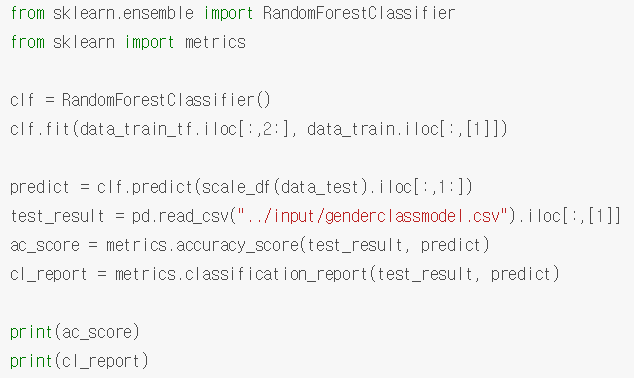 from sklearn.ensemble import RandomForestClassifier
from sklearn import metrics
clf = RandomForestClassifier()
clf.fit(data_train_tf.iloc[:,2:], data_train.iloc[:,[1]])
predict = clf.predict(scale_df(data_test).iloc[:,1:])
test_result = pd.read_csv("../input/genderclassmodel.csv").iloc[:,[1]]
ac_score = metrics.accuracy_score(test_result, predict)
cl_report = metrics.classification_report(test_result, predict)
print(ac_score)
print(cl_report)